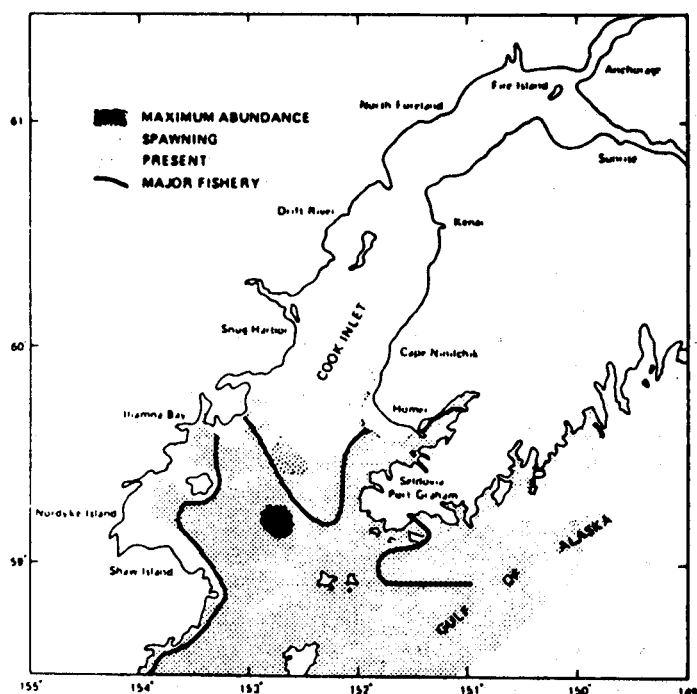 MAXIMUM ABUNDANCE
SPAWNING
PRESENT
MAJOR FISHERY
Anchorage
Fire Island
North Foreland
Sunrise
Drift River
Kenai
Snug Harbor
COOK INLET
Cape Ninilchik
Iliamna Bay
Homer
Seldovia
Port Graham
Nordyke Island
Shaw Island
GULF OF ALASKA
61°
60°
59°
155°
154°
153°
152°
151°
150°